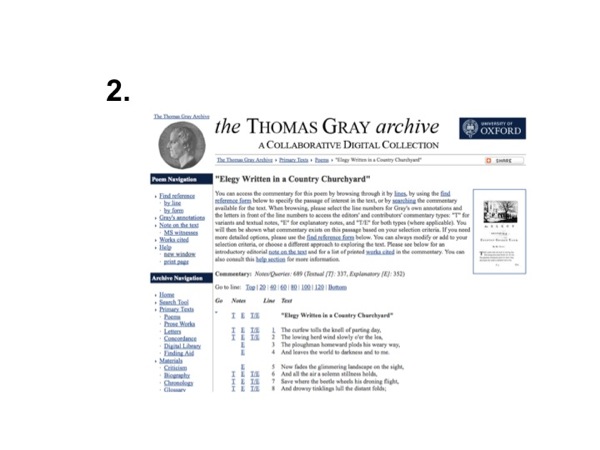 2.
The Thomas Gray Archive
the THOMAS GRAY archive
A COLLABORATIVE DIGITAL COLLECTION
UNIVERSITY OF
OXFORD
The Thomas Gray Archive » Primary Texts » Poems » "Elegy Written in a Country Churchyard"
SHARE
Poem Navigation
Find reference
by line
by form
Gray's annotations
Note on the text
MS witnesses
Works cited
Help
new window
print page
Archive Navigation
Home
Search Tool
Primary Texts
Poems
Prose Works
Letters
Concordance
Digital Library
Finding Aid
Materials
Criticism
Biography
Chronology
Glossary
"Elegy Written in a Country Churchyard"
You can access the commentary for this poem by browsing through it by lines, by using the find
reference form below to specify the passage of interest in the text, or by searching the commentary
available for the text. When browsing, please select the line numbers for Gray's own annotations and
the letters in front of the line numbers to access the editors' and contributors' commentary types: "T" for
variants and textual notes, "E" for explanatory notes, and "T/E" for both types (where applicable). You
will then be shown what commentary exists on this passage based on your selection criteria. If you need
more detailed options, please use the find reference form below. You can always modify or add to your
selection criteria, or choose a different approach to exploring the text. Please see below for an
introductory editorial note on the text and for a list of printed works cited in the commentary. You can
also consult this help section for more information.
Commentary: Notes/Queries: 689 (Textual [T]: 337, Explanatory [E]: 352)
Go to line: Top | 20 | 40 | 60 | 80 | 100 | 120 | Bottom
Go Notes Line Text
T E T/E "Elegy Written in a Country Churchyard"
T E T/E 1 The curfew tolls the knell of parting day,
T E T/E 2 The lowing herd wind slowly o'er the lea,
E 3 The ploughman homeward plods his weary way,
E 4 And leaves the world to darkness and to me.
E 5 Now fades the glimmering landscape on the sight,
T E T/E 6 And all the air a solemn stillness holds,
T E T/E 7 Save where the beetle wheels his droning flight,
T E T/E 8 And drowsy tinklings lull the distant folds;